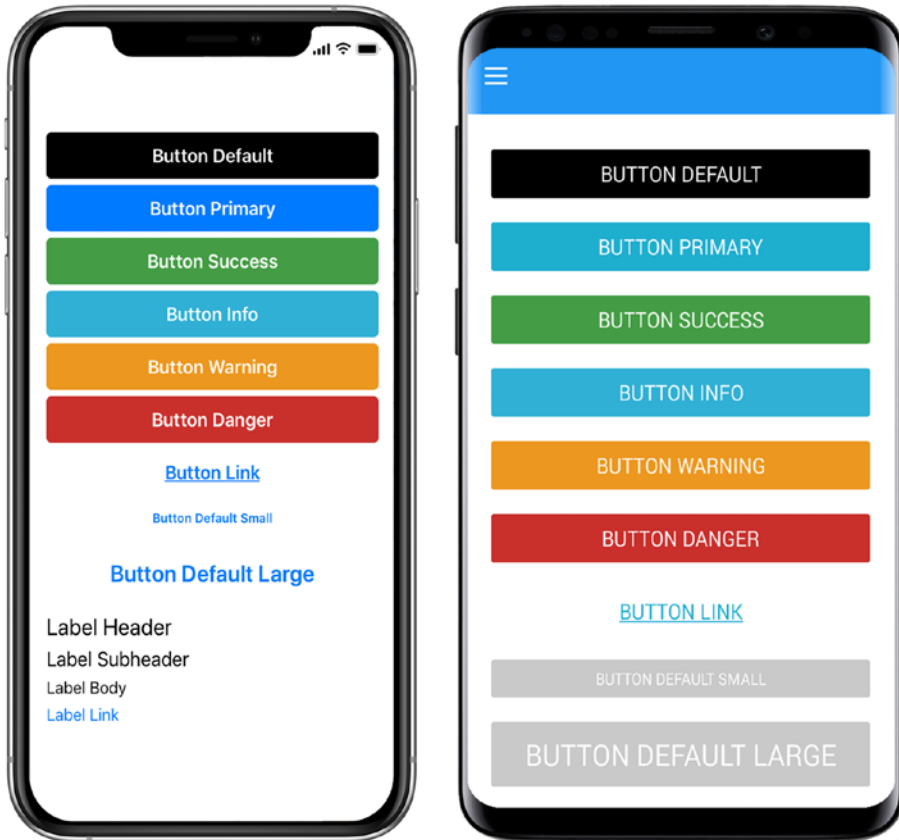 Button Default
Button Primary
Button Success
Button Info
Button Warning
Button Danger
Button Link
Button Default Small
Button Default Large
Label Header
Label Subheader
Label Body
Label Link
BUTTON DEFAULT
BUTTON PRIMARY
BUTTON SUCCESS
BUTTON INFO
BUTTON WARNING
BUTTON DANGER
BUTTON LINK
BUTTON DEFAULT SMALL
BUTTON DEFAULT LARGE